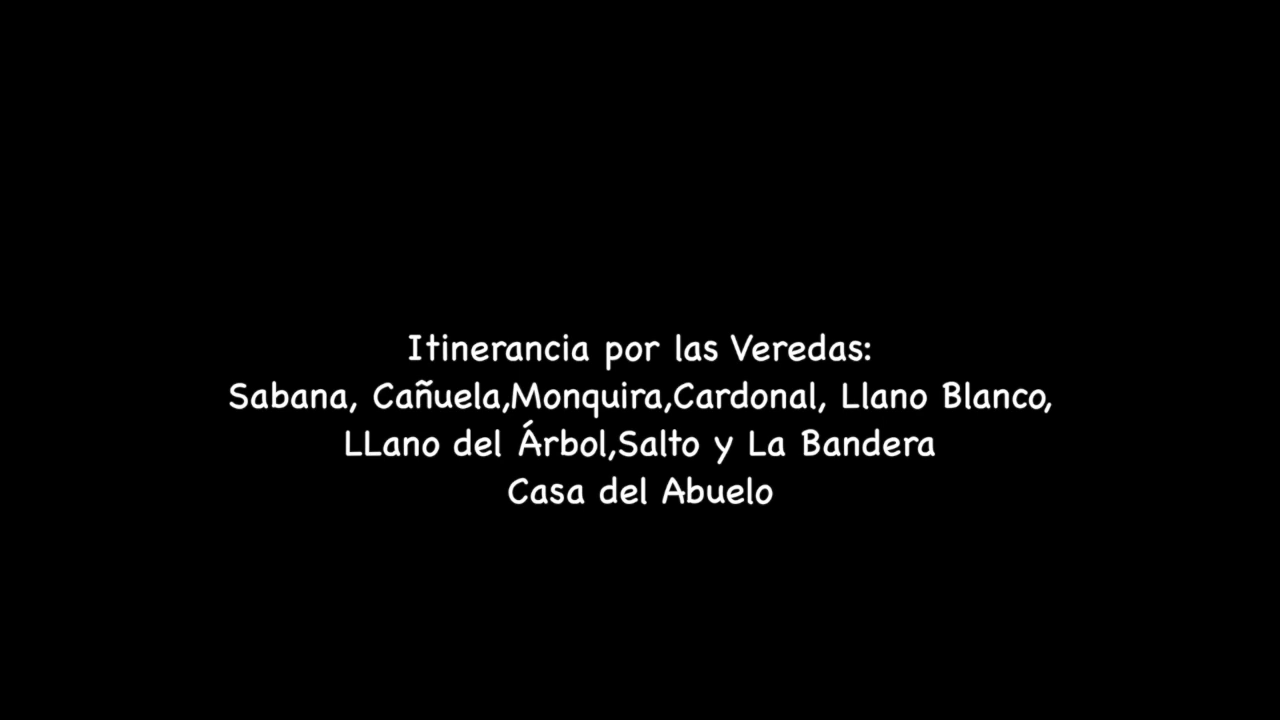 Itinerancia por las Veredas:
Sabana, Cañuela,Monquira,Cardonal, Llano Blanco,
LLano del Árbol,Salto y La Bandera
Casa del Abuelo